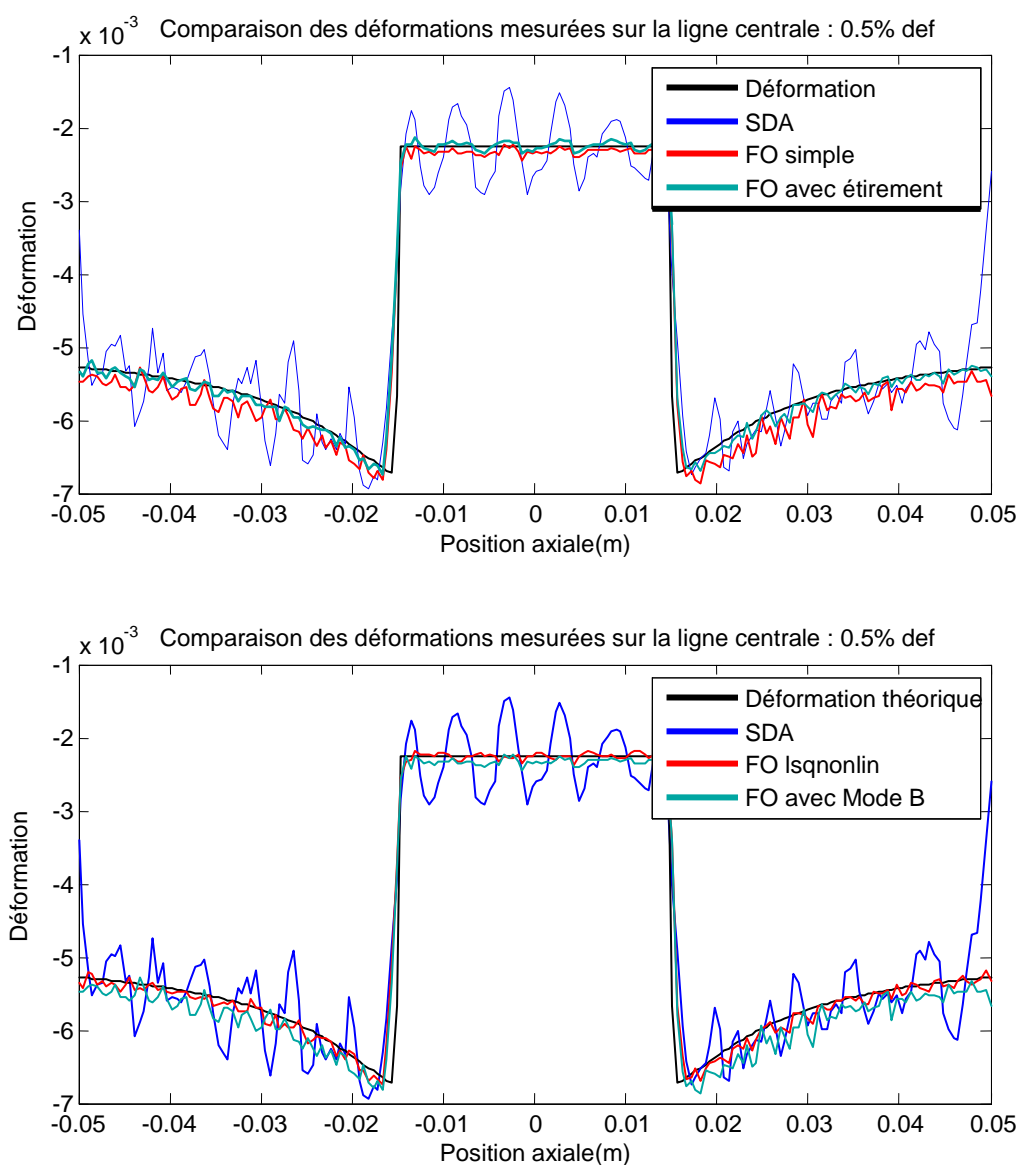 x 10-3
Comparaison des déformations mesurées sur la ligne centrale : 0.5% def
-1
-2
-3
-4
-5
-6
-7
Déformation
Déformation
SDA
FO simple
FO avec étirement
-0.05 -0.04 -0.03 -0.02 -0.01 0 0.01 0.02 0.03 0.04 0.05
Position axiale(m)
x 10-3
Comparaison des déformations mesurées sur la ligne centrale : 0.5% def
-1
-2
-3
-4
-5
-6
-7
Déformation
Déformation théorique
SDA
FO lsqnonlin
FO avec Mode B
-0.05 -0.04 -0.03 -0.02 -0.01 0 0.01 0.02 0.03 0.04 0.05
Position axiale(m)